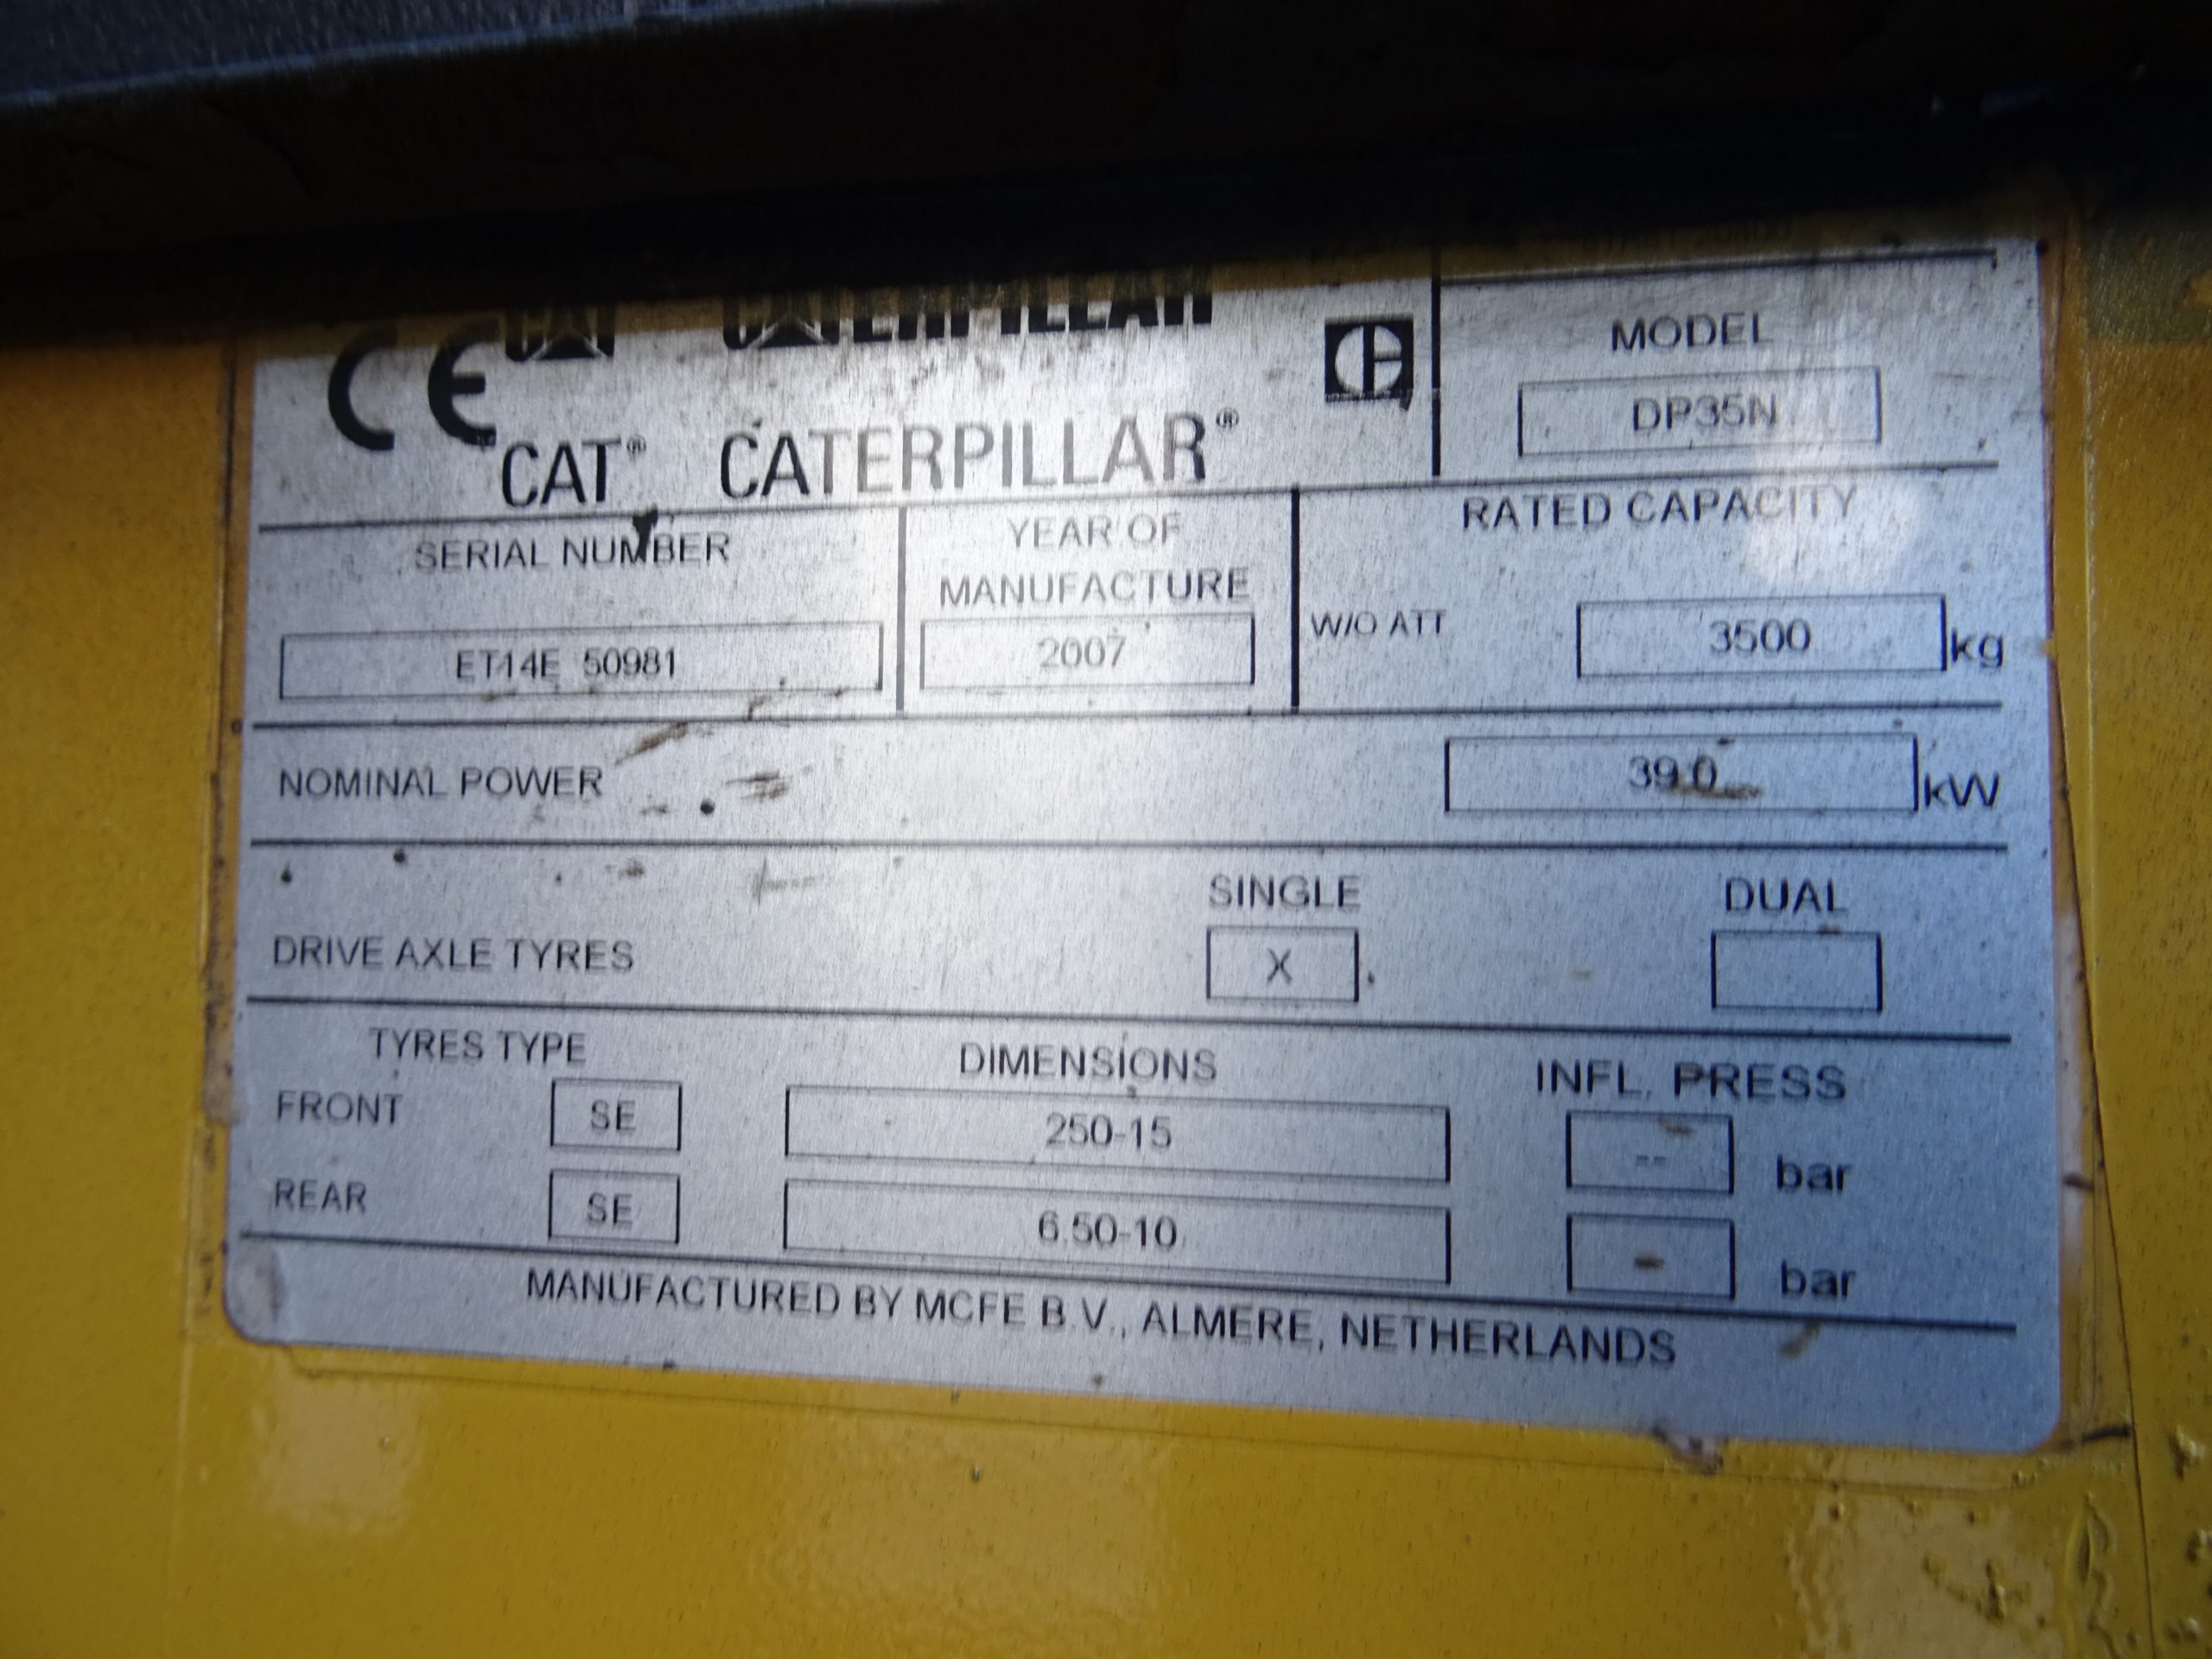 CE CAT CATERPILLAR
CAT® CATERPILLAR®
MODEL
DP35N
SERIAL NUMBER
ET14E 50981
YEAR OF
MANUFACTURE
2007
RATED CAPACITY
W/O ATT 3500 kg
NOMINAL POWER 39.0 kW
SINGLE DUAL
DRIVE AXLE TYRES X
TYRES TYPE DIMENSIONS INFL. PRESS
FRONT SE 250-15 -- bar
REAR SE 6.50-10 - bar
MANUFACTURED BY MCFE B.V., ALMERE, NETHERLANDS